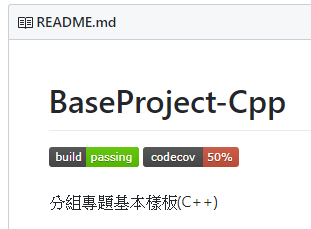 README.md
BaseProject-Cpp
build passing codecov 50%
分組專題基本樣板(C++)